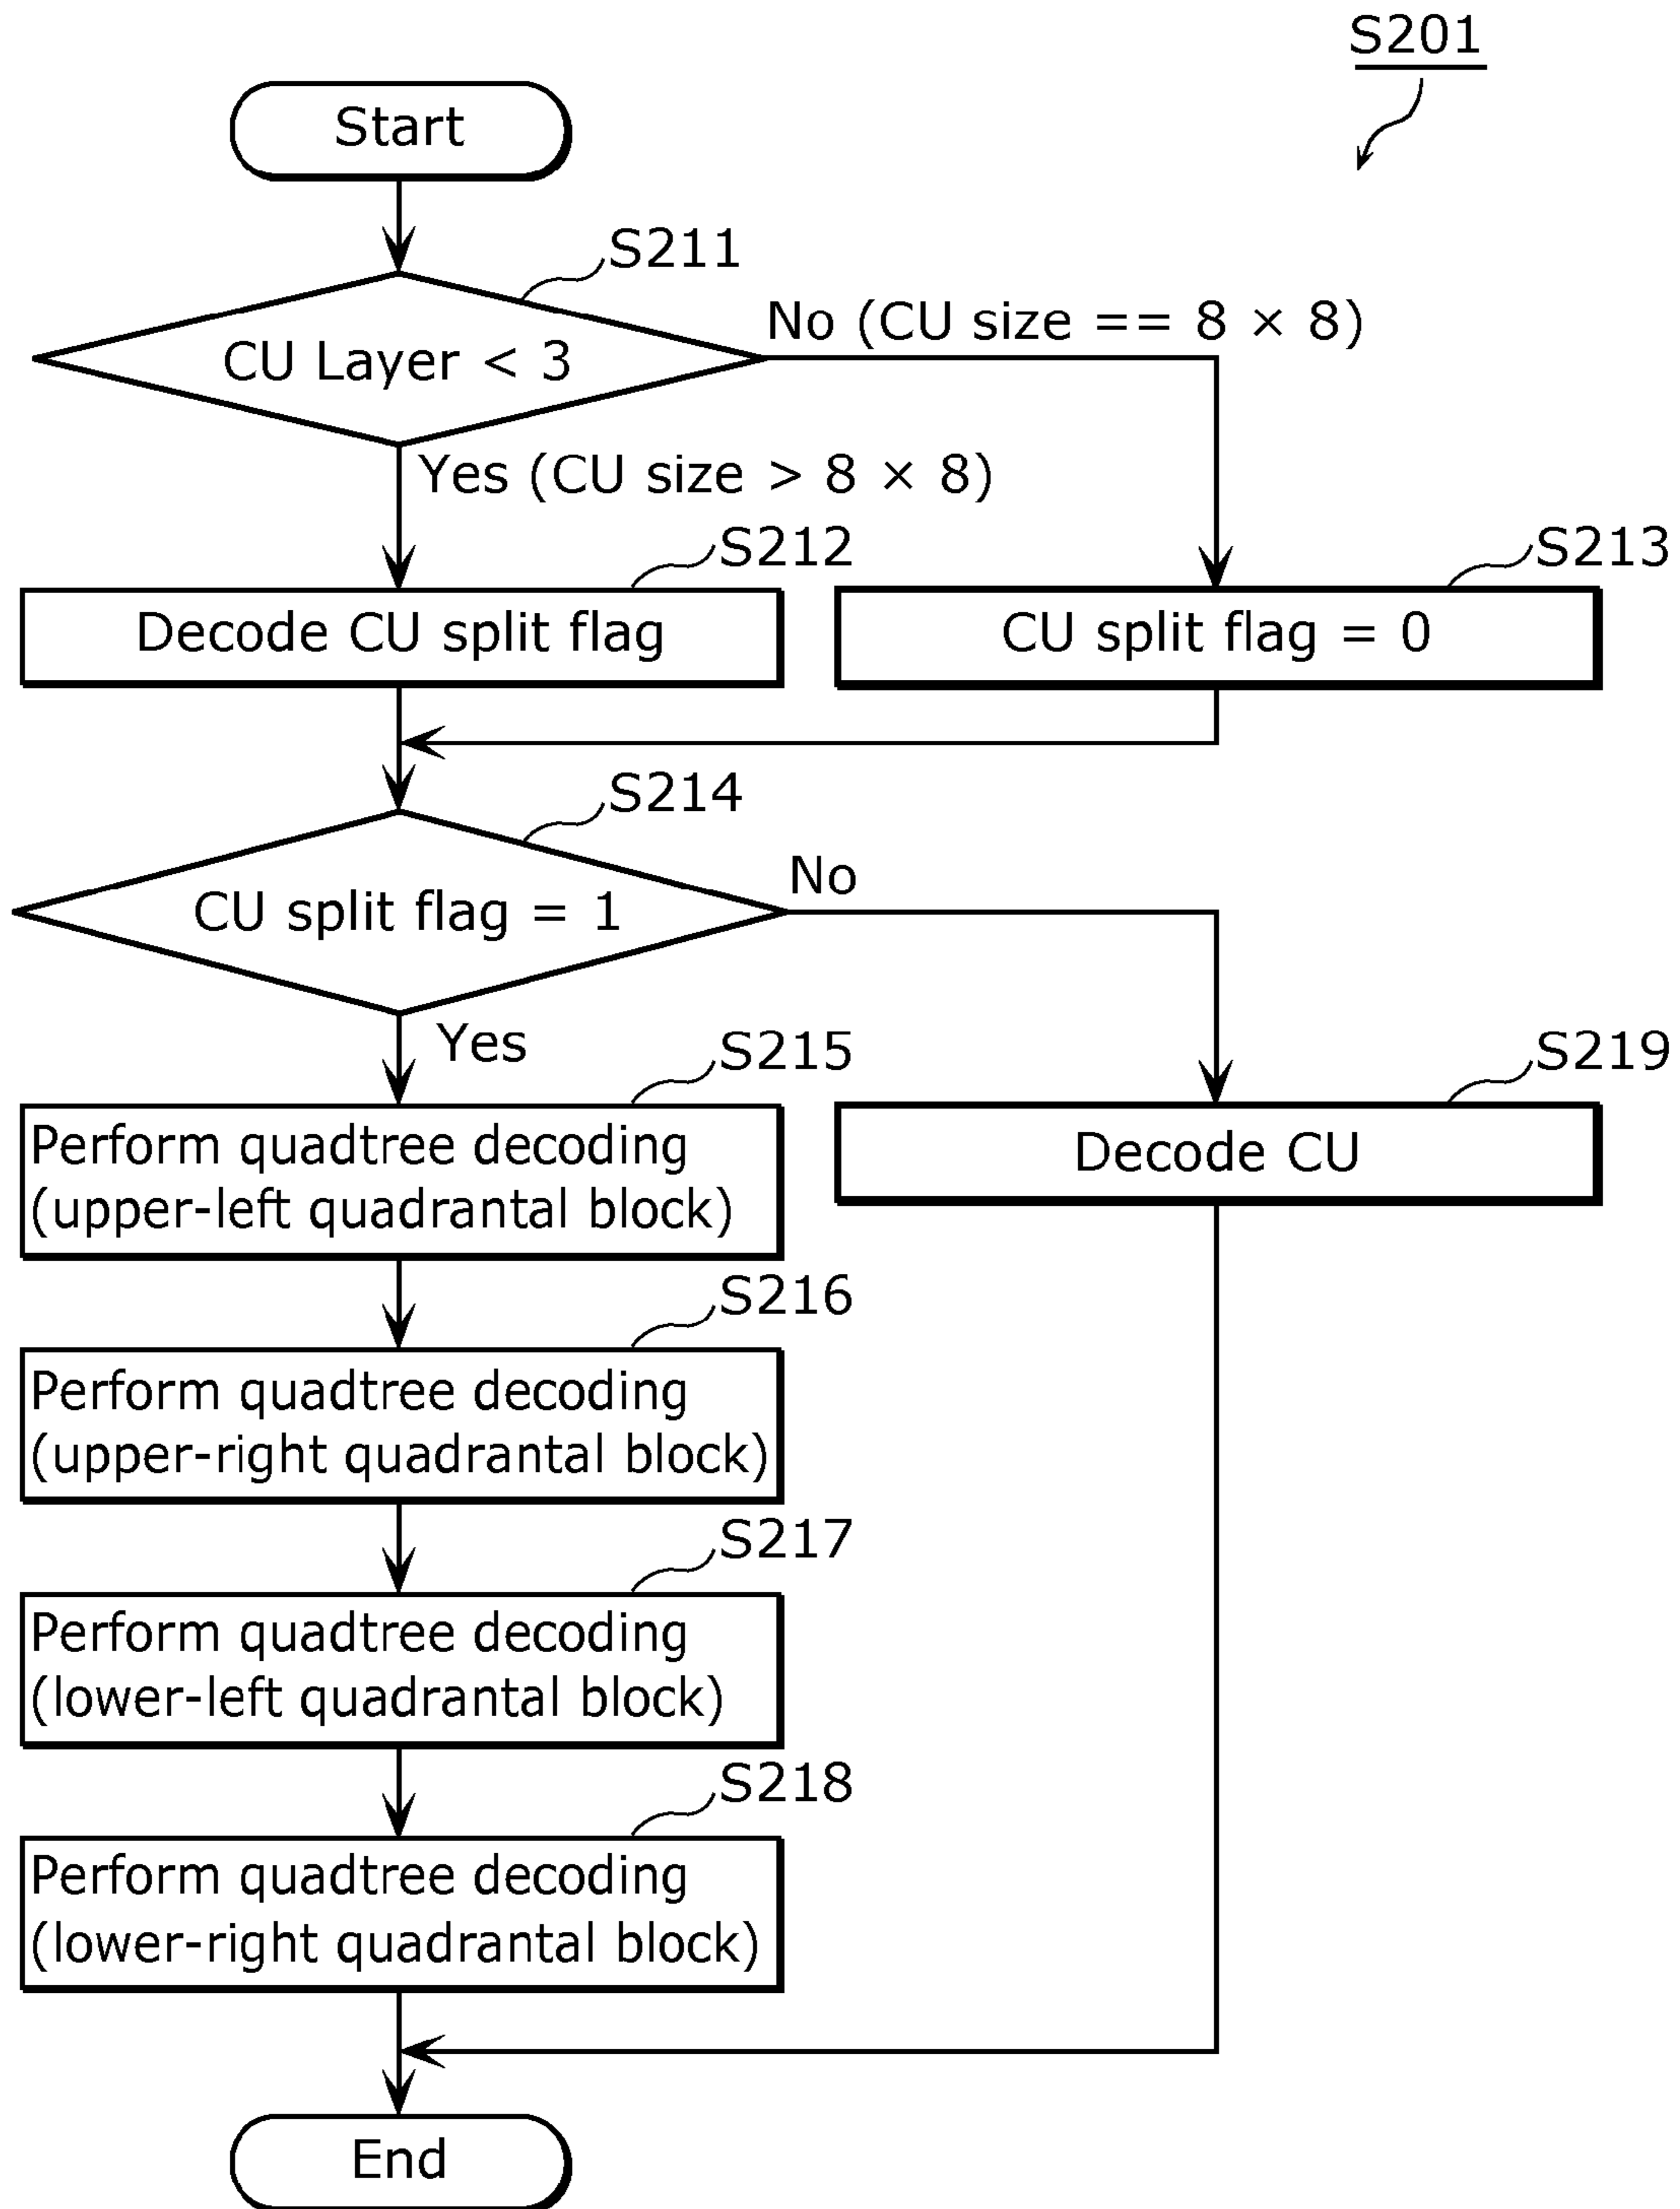 S201
Start
S211
CU Layer < 3
No (CU size == 8 × 8)
Yes (CU size > 8 × 8)
S212
Decode CU split flag
S213
CU split flag = 0
S214
CU split flag = 1
No
Yes
S215
Perform quadtree decoding
(upper-left quadrantal block)
S219
Decode CU
S216
Perform quadtree decoding
(upper-right quadrantal block)
S217
Perform quadtree decoding
(lower-left quadrantal block)
S218
Perform quadtree decoding
(lower-right quadrantal block)
End